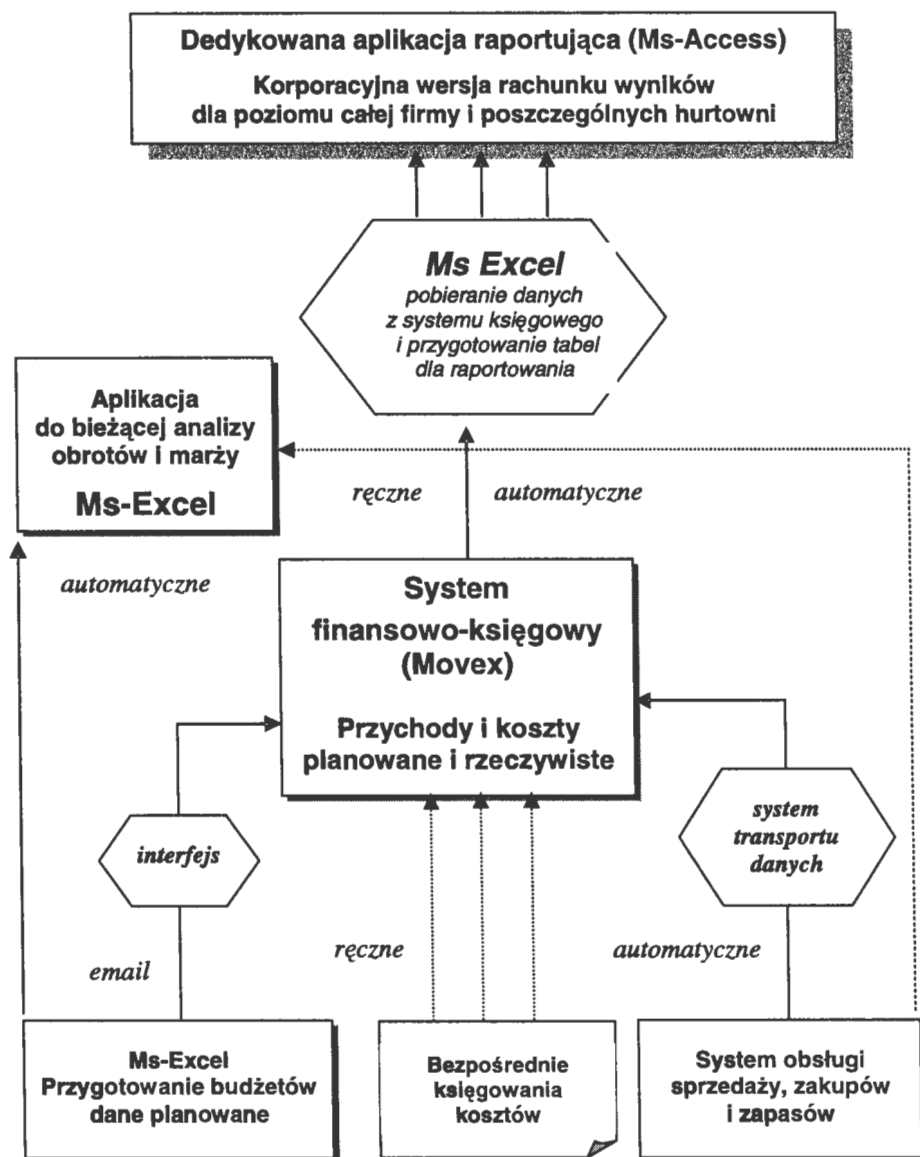 Dedykowana aplikacja raportująca (Ms-Access)
Korporacyjna wersja rachunku wyników
dla poziomu całej firmy i poszczególnych hurtowni
Ms Excel
pobieranie danych
z systemu księgowego
i przygotowanie tabel
dla raportowania
Aplikacja
do bieżącej analizy
obrotów i marży
Ms-Excel
ręczne
automatyczne
automatyczne
System
finansowo-księgowy
(Movex)
Przychody i koszty
planowane i rzeczywiste
interfejs
system
transportu
danych
email
ręczne
automatyczne
Ms-Excel
Przygotowanie budżetów
dane planowane
Bezpośrednie
księgowania
kosztów
System obsługi
sprzedaży, zakupów
i zapasów